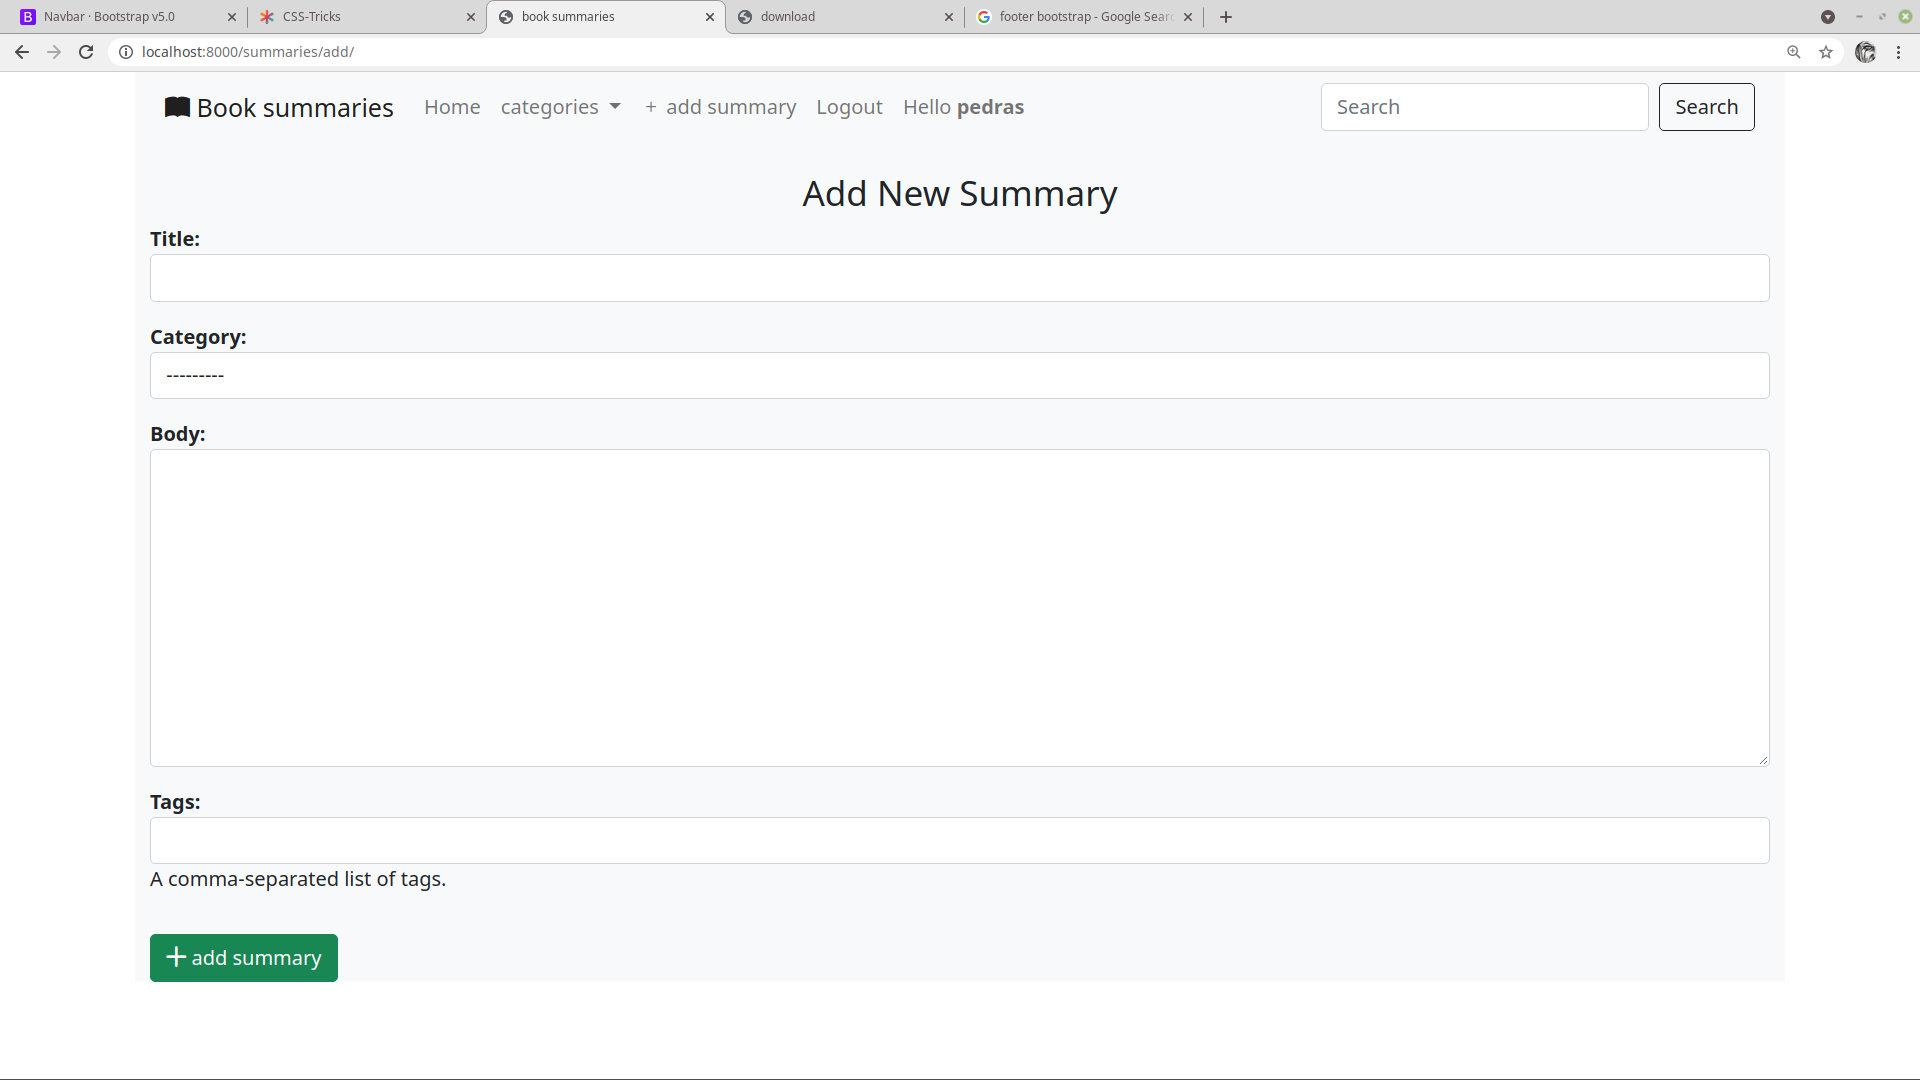 Navbar · Bootstrap v5.0
CSS-Tricks
book summaries
download
footer bootstrap - Google Sear
localhost:8000/summaries/add/
Book summaries Home categories + add summary Logout Hello pedras Search Search
Add New Summary
Title:
Category:
---------
Body:
Tags:
A comma-separated list of tags.
+ add summary